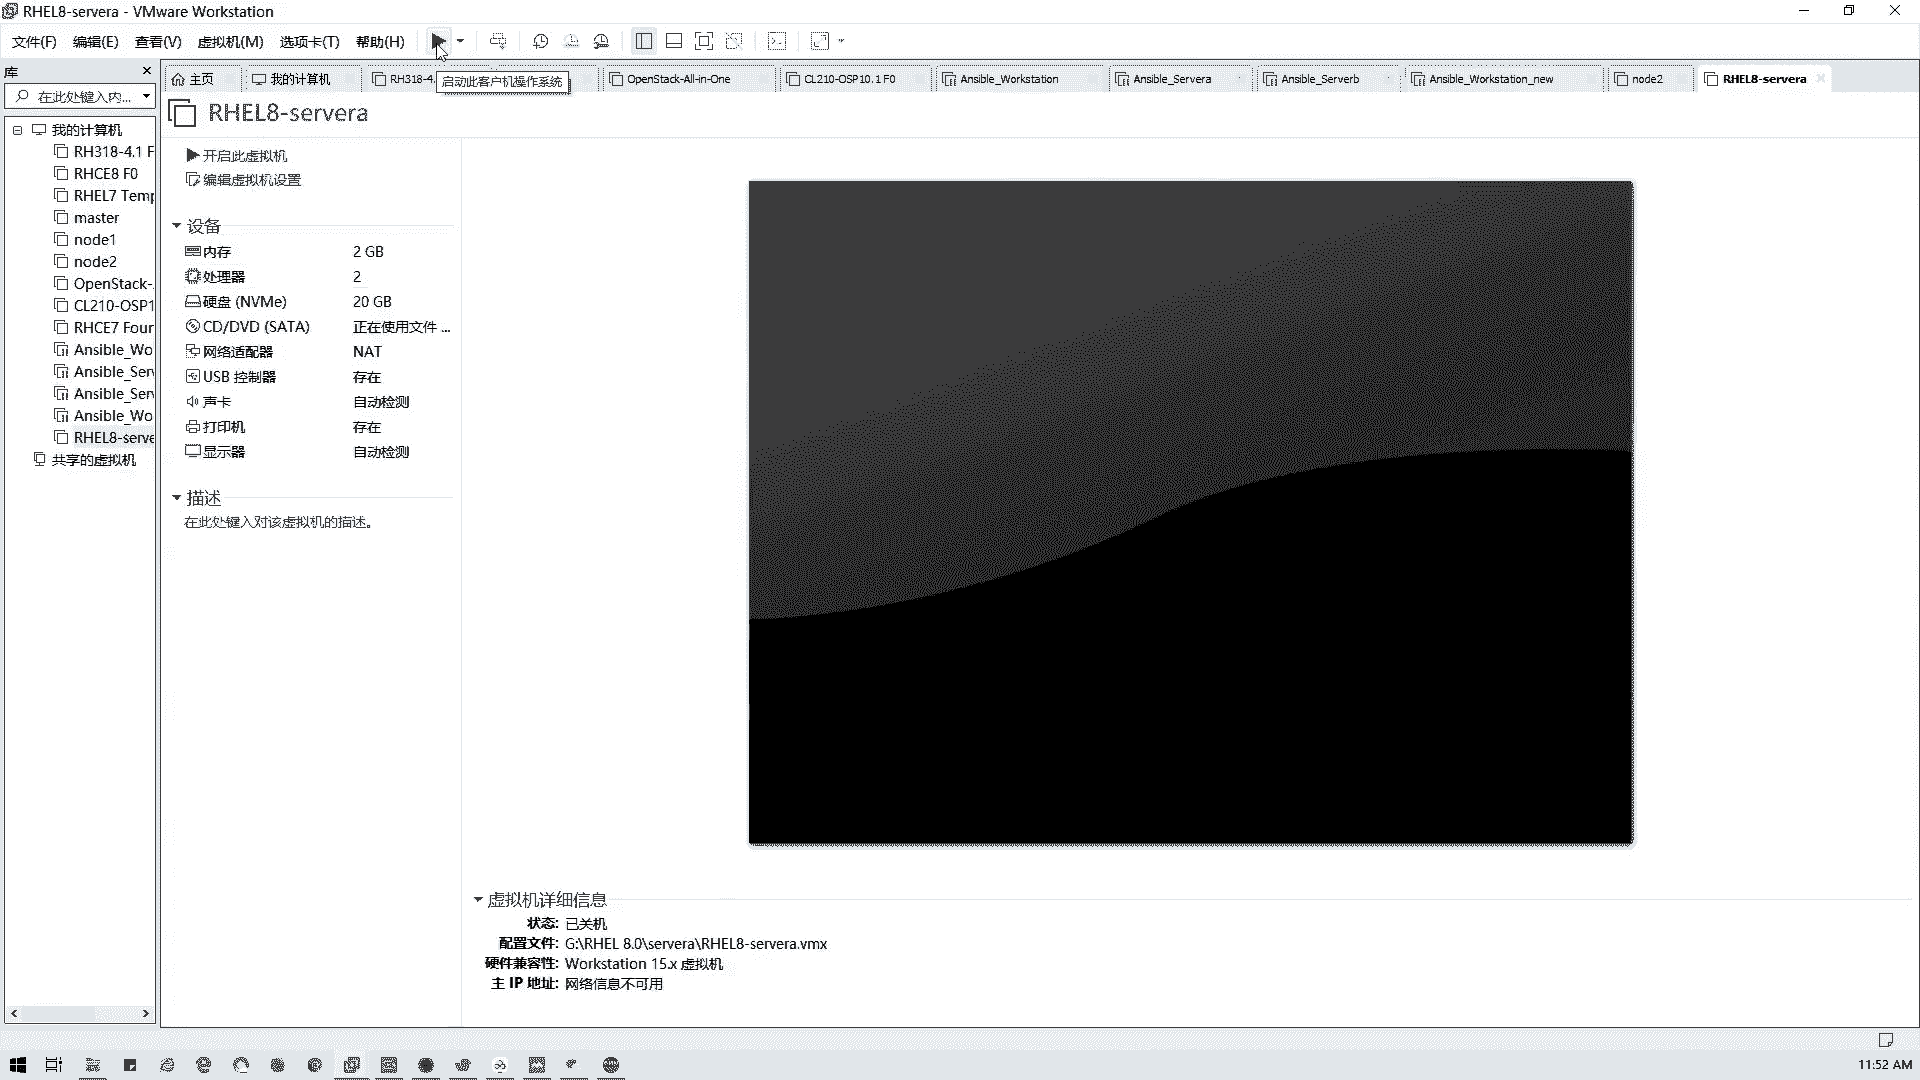 RHEL8-servera - VMware Workstation
文件(F) 编辑(E) 查看(V) 虚拟机(M) 选项卡(T) 帮助(H)
库
在此处键入内...
主页
我的计算机
RH318-4.
启动此客户机操作系统
OpenStack-All-in-One
CL210-OSP10.1 F0
Ansible_Workstation
Ansible_Servera
Ansible_Serverb
Ansible_Workstation_new
node2
RHEL8-servera
我的计算机
RH318-4.1 F
RHCE8 F0
RHEL7 Temp
master
node1
node2
OpenStack-
CL210-OSP1
RHCE7 Four
Ansible_Wo
Ansible_Serv
Ansible_Serv
Ansible_Wo
RHEL8-serve
共享的虚拟机
RHEL8-servera
开启此虚拟机
编辑虚拟机设置
设备
内存 2 GB
处理器 2
硬盘 (NVMe) 20 GB
CD/DVD (SATA) 正在使用文件 ...
网络适配器 NAT
USB 控制器 存在
声卡 自动检测
打印机 存在
显示器 自动检测
描述
在此处键入对该虚拟机的描述。
虚拟机详细信息
状态: 已关机
配置文件: G:\RHEL 8.0\servera\RHEL8-servera.vmx
硬件兼容性: Workstation 15.x 虚拟机
主 IP 地址: 网络信息不可用
11:52 AM